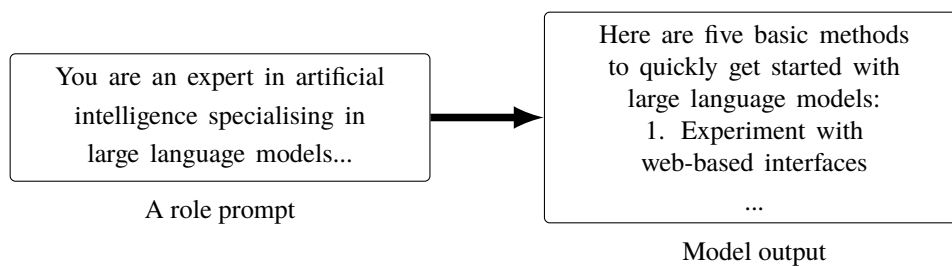 You are an expert in artificial
intelligence specialising in
large language models...
A role prompt
Here are five basic methods
to quickly get started with
large language models:
1. Experiment with
web-based interfaces
...
Model output